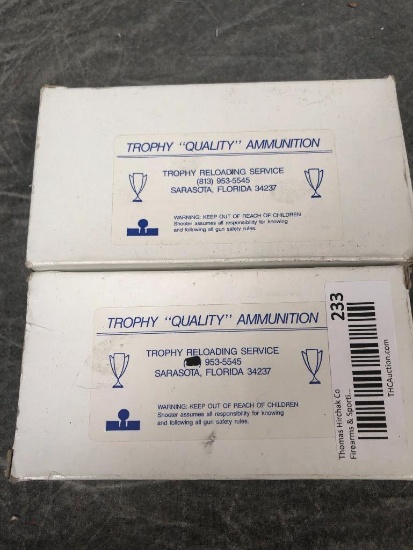 TROPHY "QUALITY" AMMUNITION
TROPHY RELOADING SERVICE
(813) 953-5545
SARASOTA, FLORIDA 34237
WARNING: KEEP OUT OF REACH OF CHILDREN
Shooter assumes all responsibility for knowing
and following all gun safety rules.
TROPHY "QUALITY" AMMUNITION
TROPHY RELOADING SERVICE
953-5545
SARASOTA, FLORIDA 34237
WARNING: KEEP OUT OF REACH OF CHILDREN
Shooter assumes all responsibility for knowing
and following all gun safety rules.
233
Thomas Hirchak Co
Firearms & Sporti...
THCAuction.com